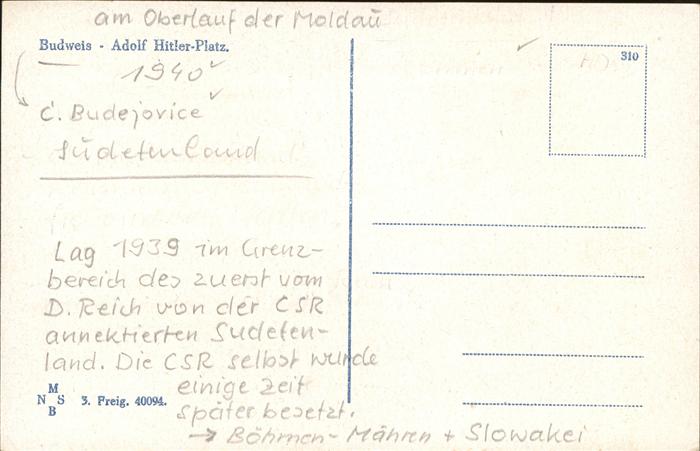 am Oberlauf der Moldau
Budweis - Adolf Hitler-Platz.
1940
310
Č. Budejovice
Sudetenland
Lag 1939 im Grenz-
bereich des zuerst vom
D. Reich von der CSR
annektierten Sudeten-
land. Die CSR selbst wurde
einige Zeit
später besetzt.
→ Böhmen-Mähren + Slowakei
M
N S
B
3. Freig. 40094.